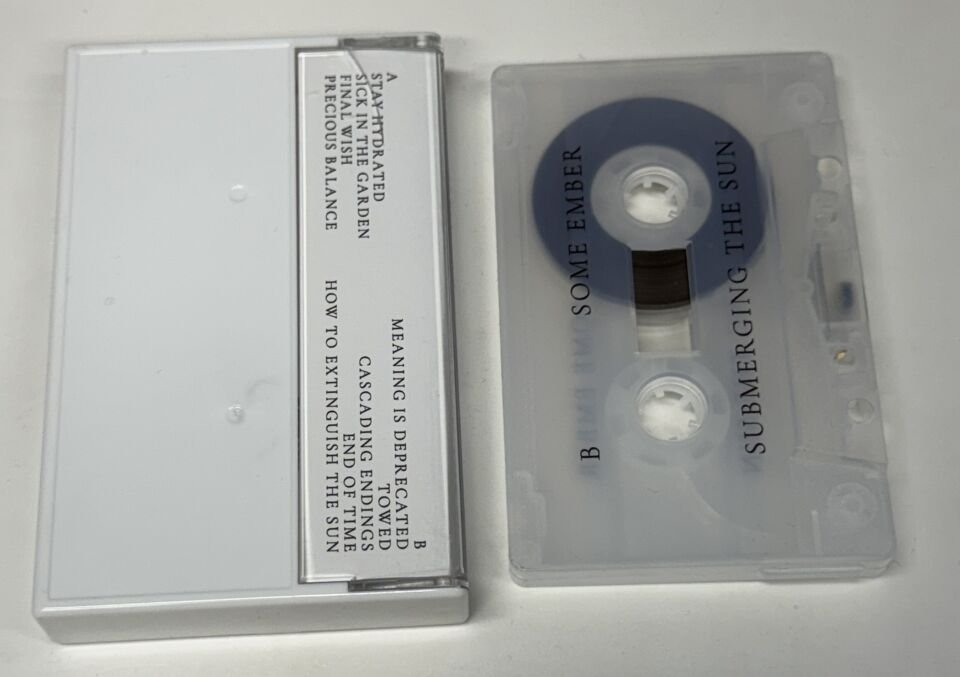 A
STAY HYDRATED
SICK IN THE GARDEN
FINAL WISH
PRECIOUS BALANCE
B
MEANING IS DEPRECATED
TOWED
CASCADING ENDINGS
END OF TIME
HOW TO EXTINGUISH THE SUN
B SOME EMBER
SUBMERGING THE SUN